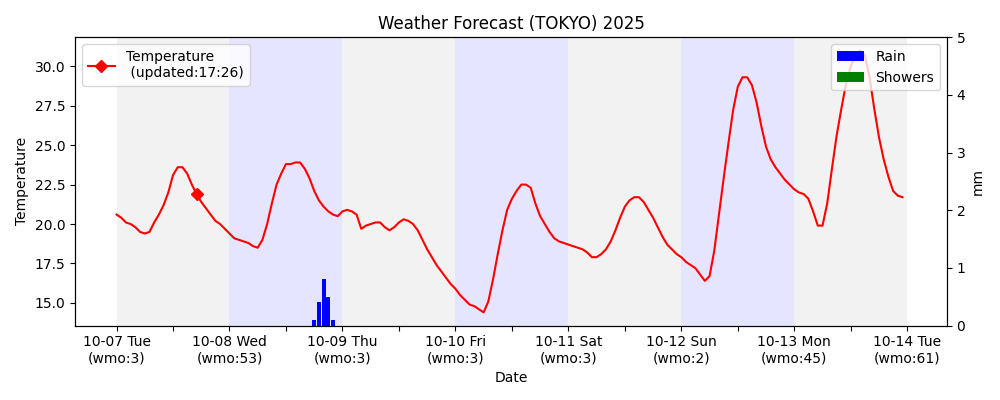 Weather Forecast (TOKYO) 2025
Temperature
(updated:17:26)
Rain
Showers
30.0
27.5
25.0
22.5
20.0
17.5
15.0
Temperature
5
4
3
2
1
0
mm
10-07 Tue
(wmo:3)
10-08 Wed
(wmo:53)
10-09 Thu
(wmo:3)
10-10 Fri
(wmo:3)
10-11 Sat
(wmo:3)
10-12 Sun
(wmo:2)
10-13 Mon
(wmo:45)
10-14 Tue
(wmo:61)
Date